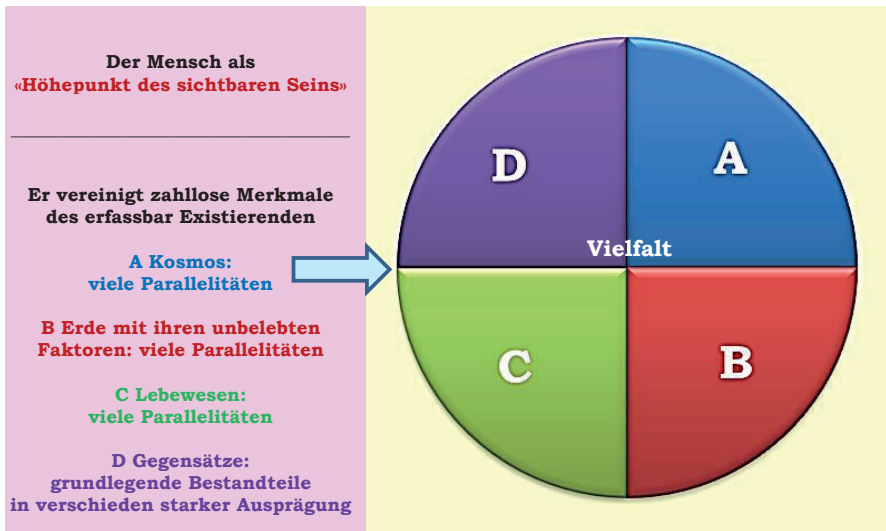 Der Mensch als
«Höhepunkt des sichtbaren Seins»
Er vereinigt zahllose Merkmale
des erfassbar Existierenden
A Kosmos:
viele Parallelitäten
B Erde mit ihren unbelebten
Faktoren: viele Parallelitäten
C Lebewesen:
viele Parallelitäten
D Gegensätze:
grundlegende Bestandteile
in verschieden starker Ausprägung
D
A
Vielfalt
C
B